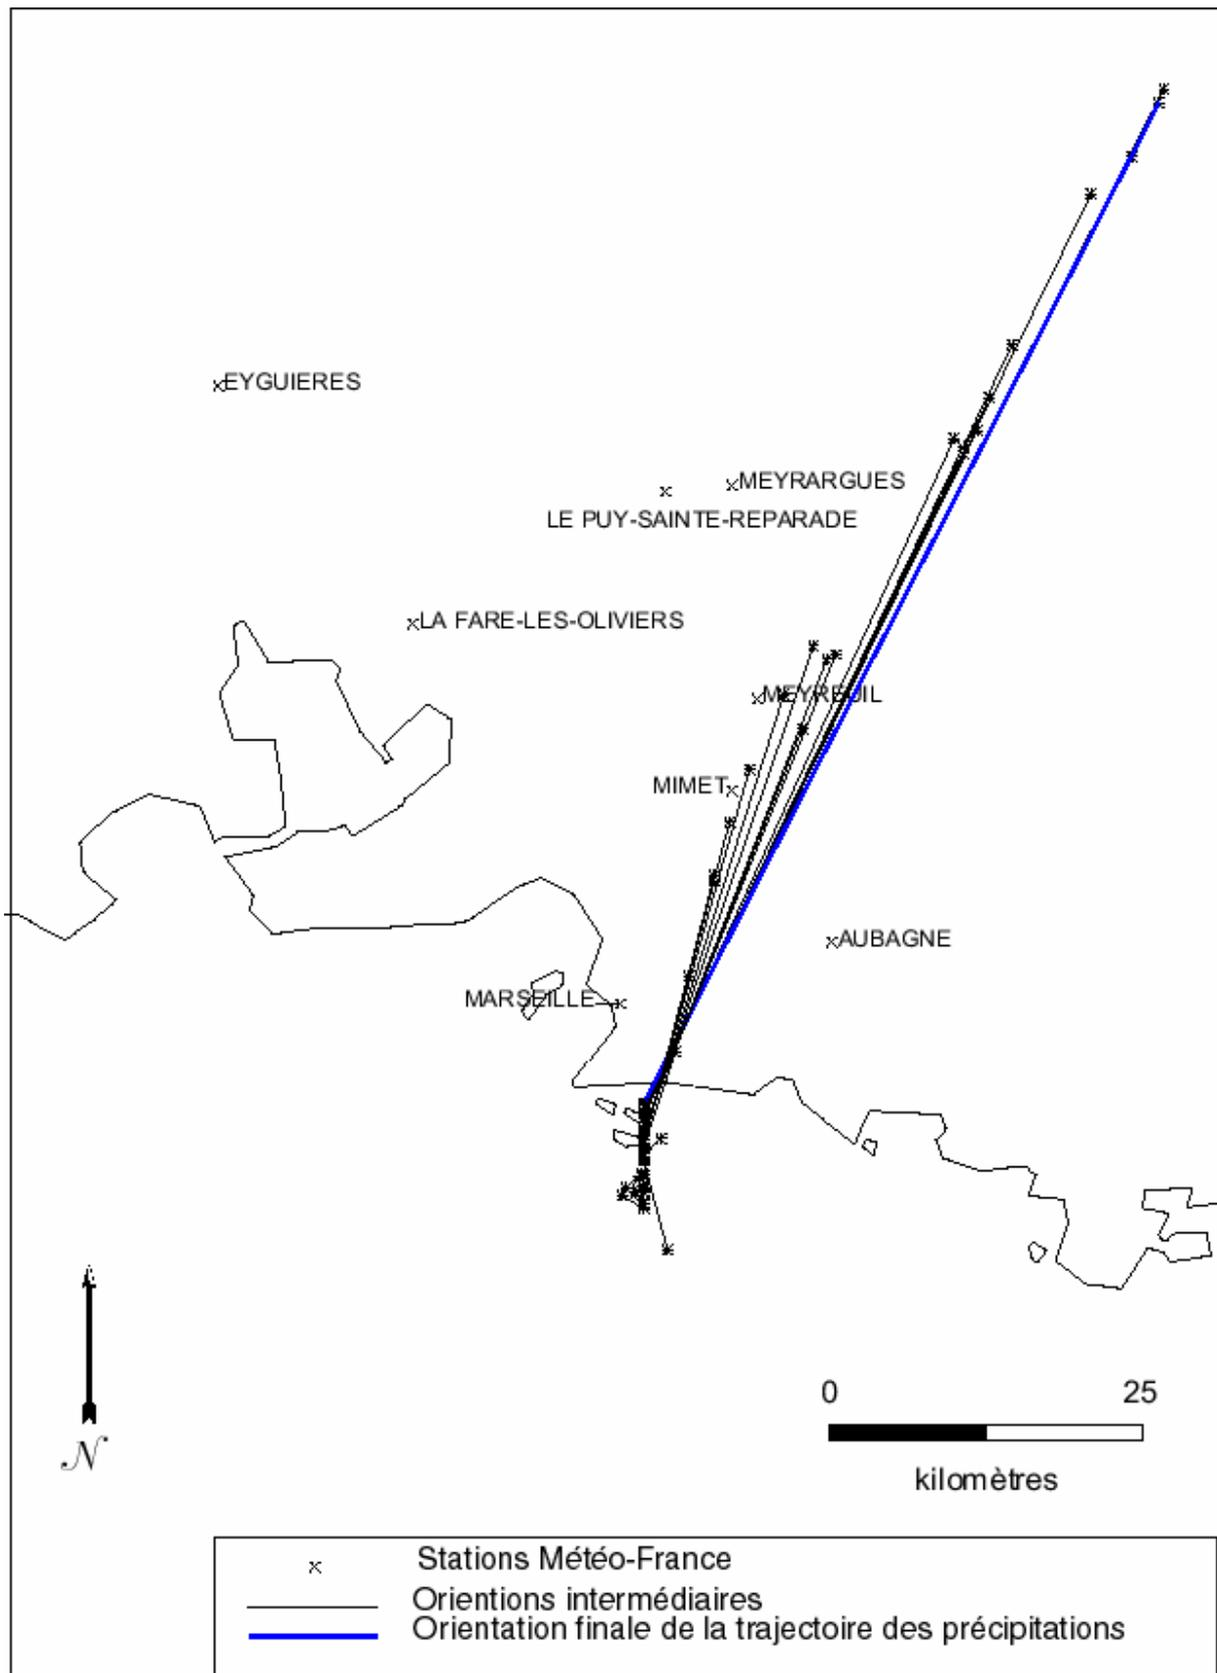 EYGUIERES
MEYRARGUES
LE PUY-SAINTE-REPARADE
LA FARE-LES-OLIVIERS
MEYREUIL
MIMET
AUBAGNE
MARSEILLE
0 25
kilomètres
N
Stations Météo-France
Orientions intermédiaires
Orientation finale de la trajectoire des précipitations